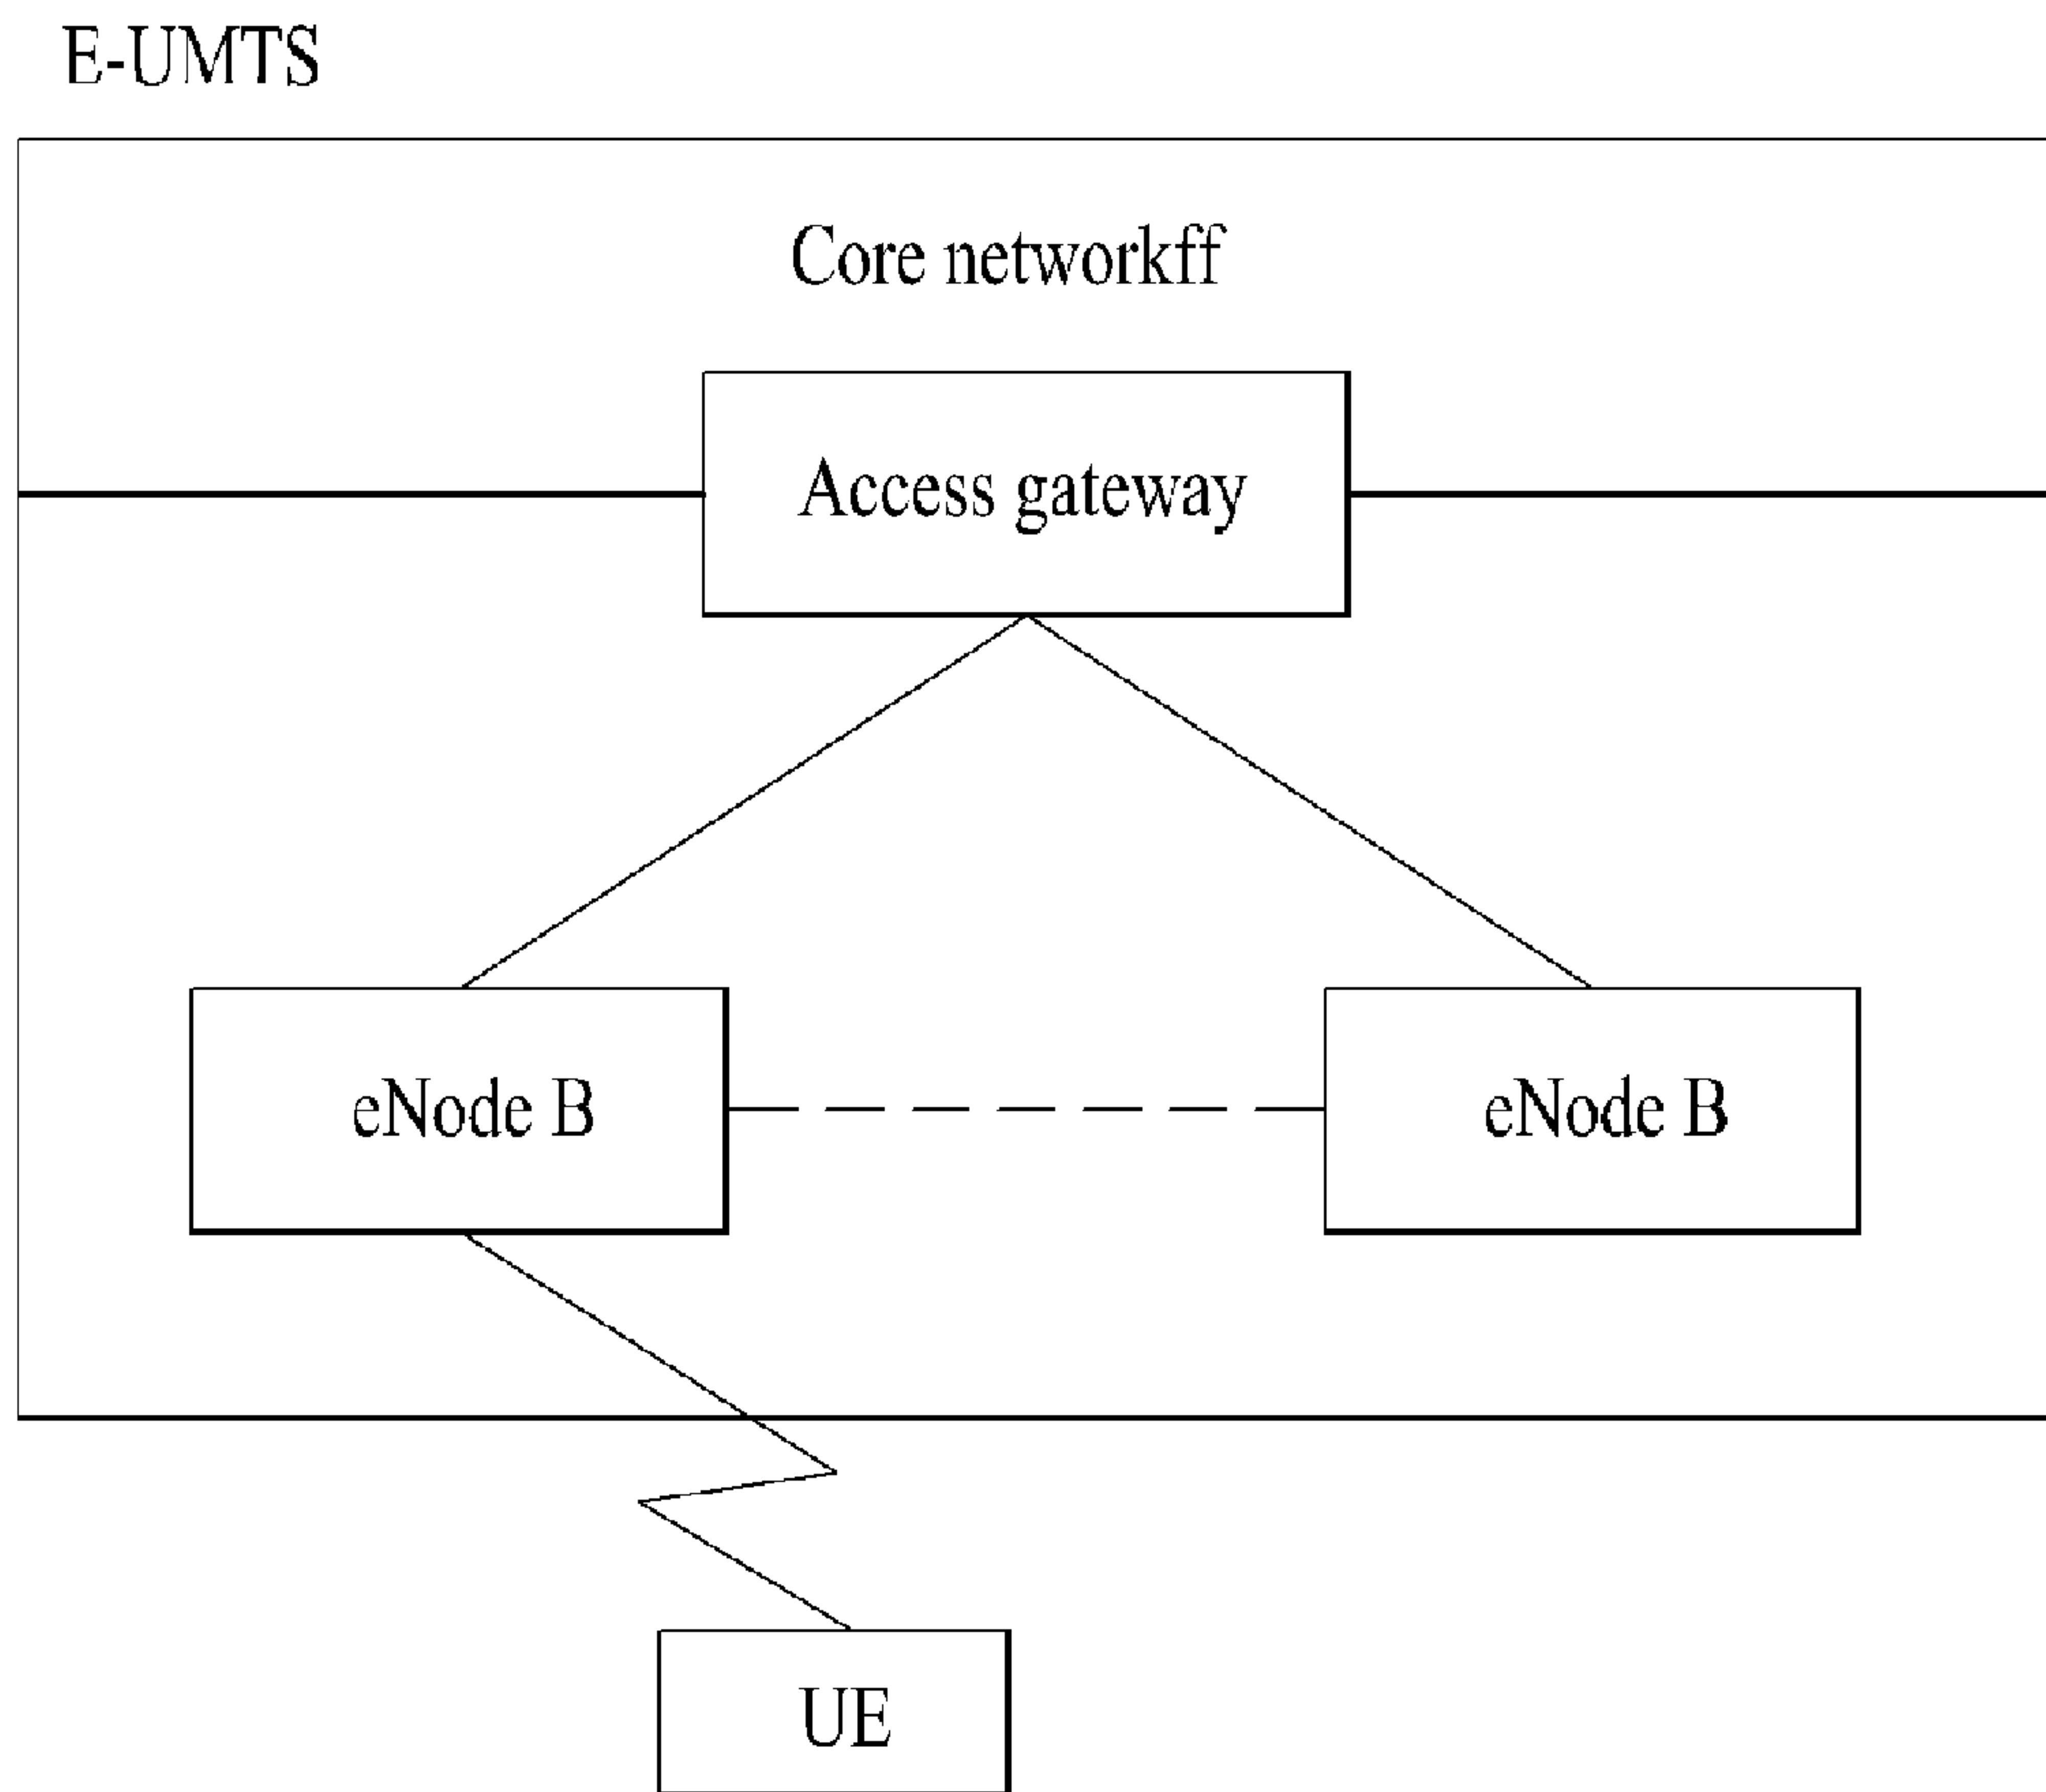 E-UMTS
Core networkff
Access gateway
eNode B
eNode B
UE